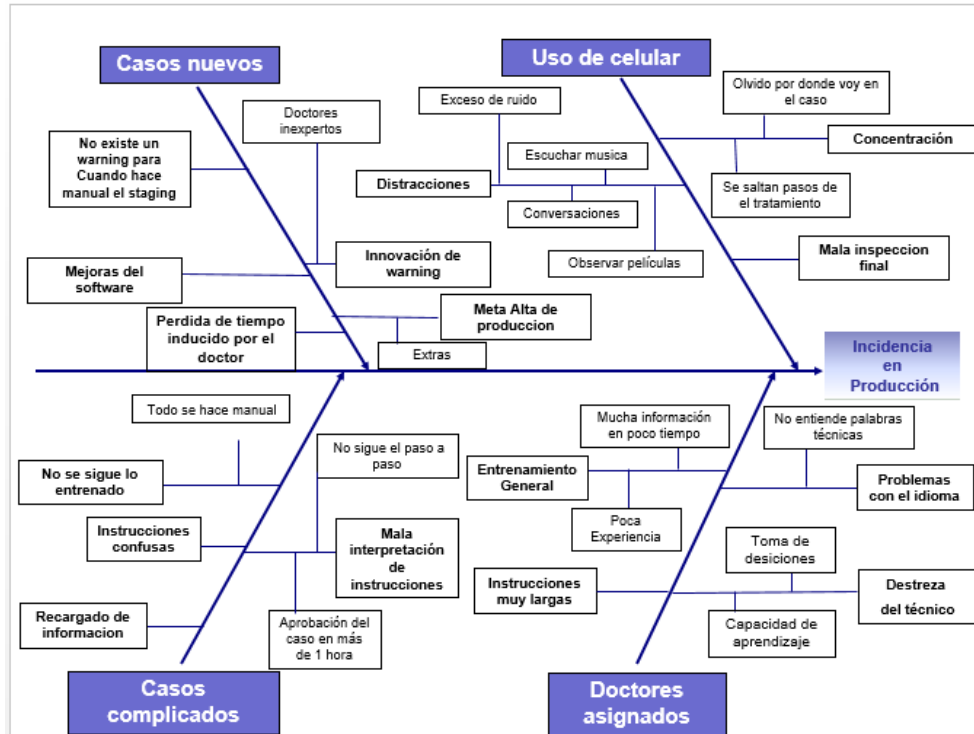 Casos nuevos
Uso de celular
Doctores
inexpertos
No existe un
warning para
Cuando hace
manual el staging
Mejoras del
software
Innovación de
warning
Perdida de tiempo
inducido por el
doctor
Meta Alta de
produccion
Extras
Exceso de ruido
Escuchar musica
Distracciones
Conversaciones
Observar películas
Olvido por donde voy en
el caso
Concentración
Se saltan pasos de
el tratamiento
Mala inspeccion
final
Incidencia
en
Producción
Todo se hace manual
No sigue el paso a
paso
No se sigue lo
entrenado
Instrucciones
confusas
Mala
interpretación
de
instrucciones
Recargado de
informacion
Aprobación del
caso en más
de 1 hora
Casos
complicados
Mucha información
en poco tiempo
No entiende palabras
técnicas
Entrenamiento
General
Problemas
con el idioma
Poca
Experiencia
Toma de
desiciones
Instrucciones
muy largas
Destreza
del técnico
Capacidad de
aprendizaje
Doctores
asignados